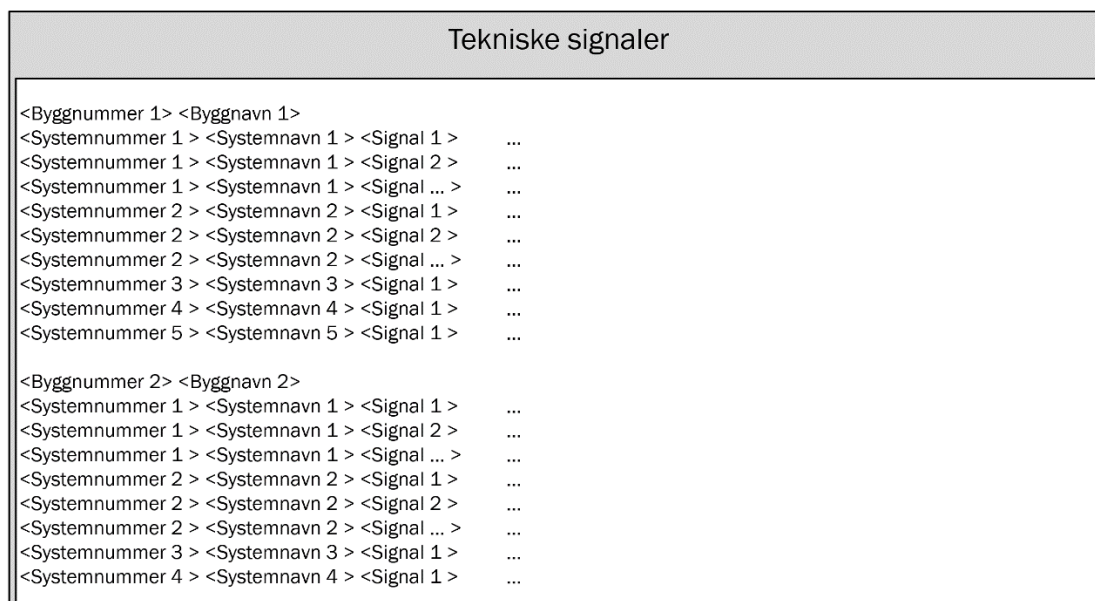 Tekniske signaler
<Byggnummer 1> <Byggnavn 1>
<Systemnummer 1 > <Systemnavn 1 > <Signal 1 > ...
<Systemnummer 1 > <Systemnavn 1 > <Signal 2 > ...
<Systemnummer 1 > <Systemnavn 1 > <Signal ... > ...
<Systemnummer 2 > <Systemnavn 2 > <Signal 1 > ...
<Systemnummer 2 > <Systemnavn 2 > <Signal 2 > ...
<Systemnummer 2 > <Systemnavn 2 > <Signal ... > ...
<Systemnummer 3 > <Systemnavn 3 > <Signal 1 > ...
<Systemnummer 4 > <Systemnavn 4 > <Signal 1 > ...
<Systemnummer 5 > <Systemnavn 5 > <Signal 1 > ...
<Byggnummer 2> <Byggnavn 2>
<Systemnummer 1 > <Systemnavn 1 > <Signal 1 > ...
<Systemnummer 1 > <Systemnavn 1 > <Signal 2 > ...
<Systemnummer 1 > <Systemnavn 1 > <Signal ... > ...
<Systemnummer 2 > <Systemnavn 2 > <Signal 1 > ...
<Systemnummer 2 > <Systemnavn 2 > <Signal 2 > ...
<Systemnummer 2 > <Systemnavn 2 > <Signal ... > ...
<Systemnummer 3 > <Systemnavn 3 > <Signal 1 > ...
<Systemnummer 4 > <Systemnavn 4 > <Signal 1 > ...